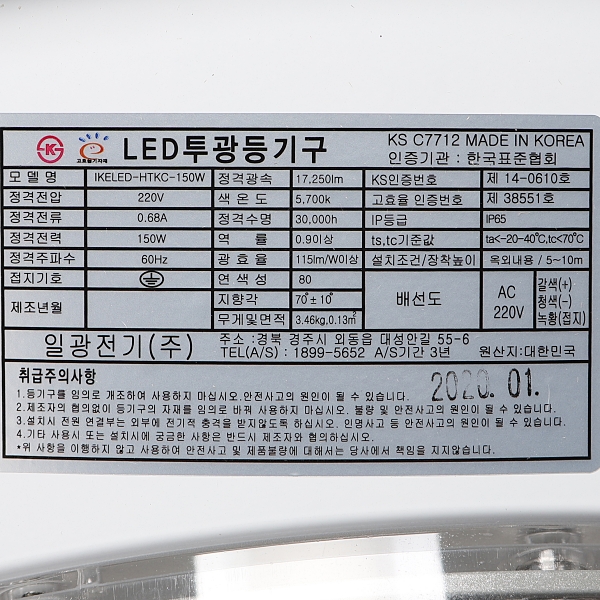 고효율기자재
LED투광등기구
KS C7712 MADE IN KOREA
인증기관 : 한국표준협회
모 델 명 IKELED-HTKC-150W 정격광속 17,250lm KS인증번호 제 14-0610호
정격전압 220V 색 온 도 5,700k 고효율 인증번호 제 38551호
정격전류 0.68A 정격수명 30,000h IP등급 IP65
정격전력 150W 역 률 0.9이상 ts,tc기준값 ta<-20-40℃,tc<70℃
정격주파수 60Hz 광 효 율 115lm/W이상 설치조건/장착높이 옥외내용 / 5~10m
접지기호 연 색 성 80 배선도 AC 220V 갈색(+)
청색(-)
녹황(접지)
제조년월 지향각 70°±10°
무게및면적 3.46kg,0.13㎡
일광전기(주) 주소 :경북 경주시 외동읍 대성안길 55-6
TEL(A/S) : 1899-5652 A/S기간 3년 원산지:대한민국
취급주의사항
2020. 01.
1.등기구를 임의로 개조하여 사용하지 마십시오.안전사고의 원인이 될 수 있습니다.
2.제조자의 협의없이 등기구의 자재를 임의로 바꿔 사용하지 마십시오. 불량 및 안전사고의 원인이 될 수 있습니다.
3.설치시 전원 연결부는 외부에 전기적 충격을 받지않도록 하십시오. 인명사고 등 안전사고의 원인이 될 수 있습니다.
4.기타 사용시 또는 설치시에 궁금한 사항은 반드시 제조자와 협의하십시오.
*위 사항을 이행하지 않고 사용하여 안전사고 및 제품불량에 대해서는 당사에서 책임지지 않습니다.